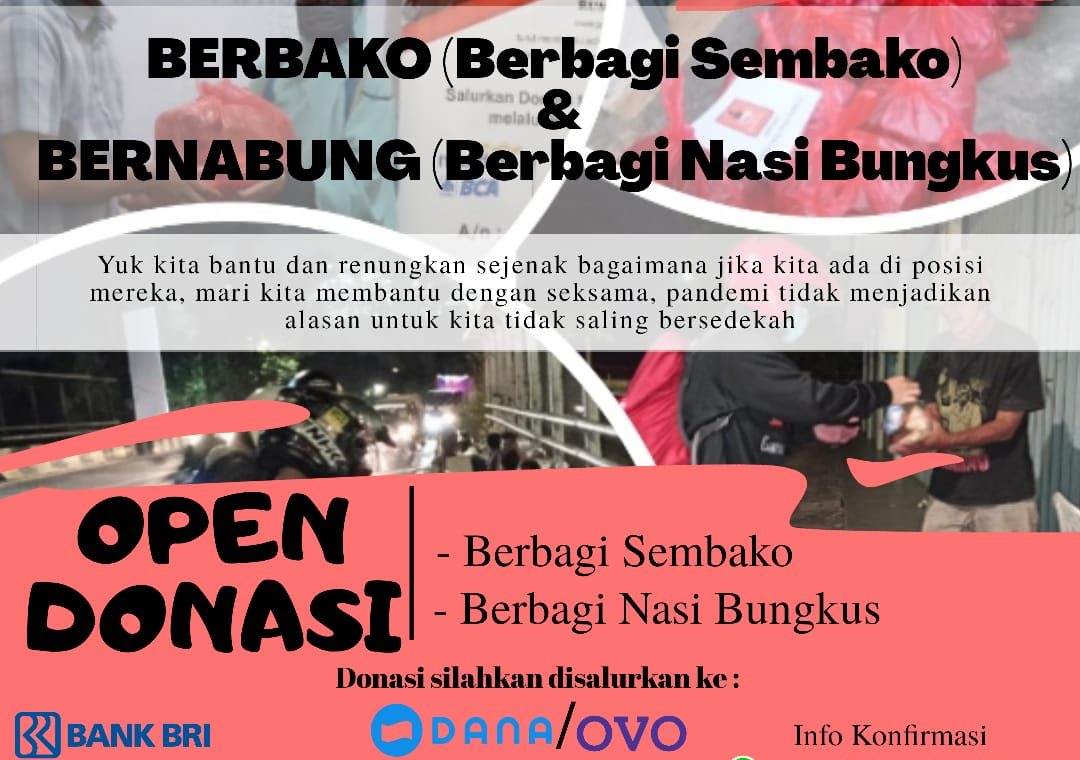 BERBAKO (Berbagi Sembako)
&
BERNABUNG (Berbagi Nasi Bungkus)
Salurkan
BCA
A/n :
Yuk kita bantu dan renungkan sejenak bagaimana jika kita ada di posisi
mereka, mari kita membantu dengan seksama, pandemi tidak menjadikan
alasan untuk kita tidak saling bersedekah
OPEN
DONASI
- Berbagi Sembako
- Berbagi Nasi Bungkus
Donasi silahkan disalurkan ke :
BANK BRI
DANA/OVO
Info Konfirmasi